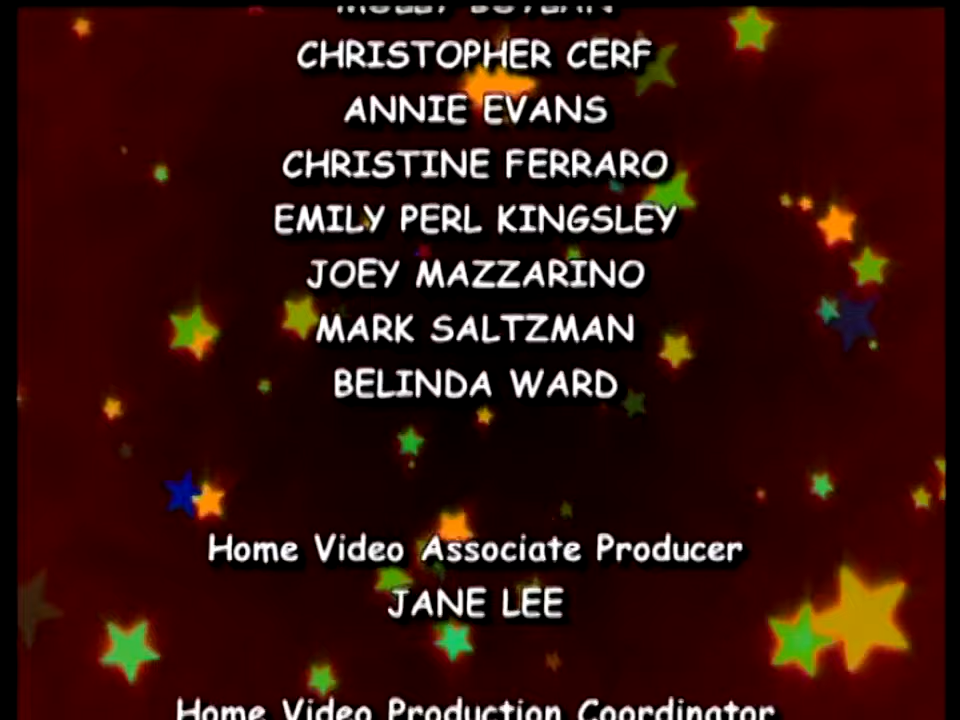 CHRISTOPHER CERF
ANNIE EVANS
CHRISTINE FERRARO
EMILY PERL KINGSLEY
JOEY MAZZARINO
MARK SALTZMAN
BELINDA WARD
Home Video Associate Producer
JANE LEE
Home Video Production Coordinator